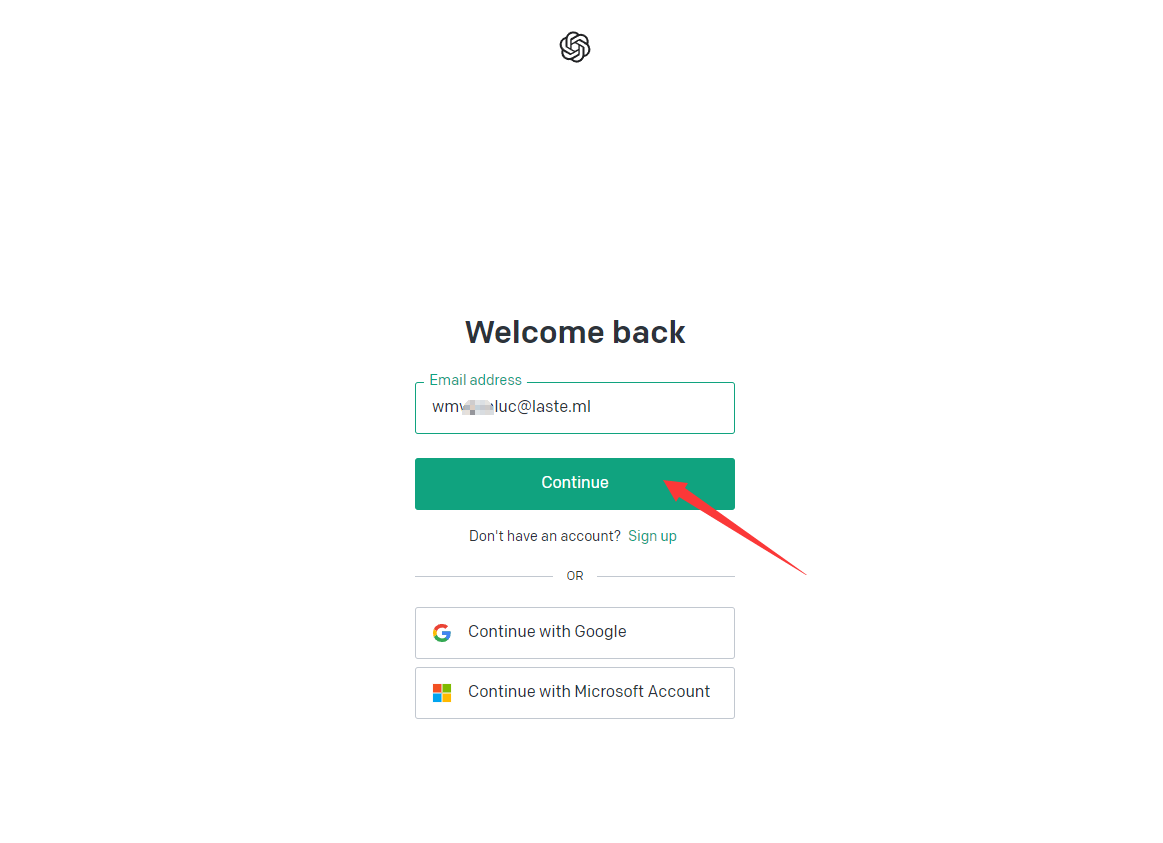 Welcome back
Email address
luc@laste.ml
Continue
Don't have an account? Sign up
OR
Continue with Google
Continue with Microsoft Account